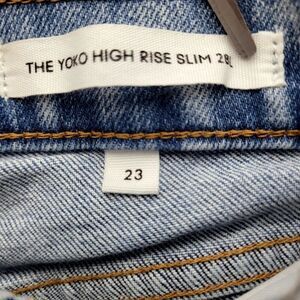 THE YOKO HIGH RISE SLIM 28L
23